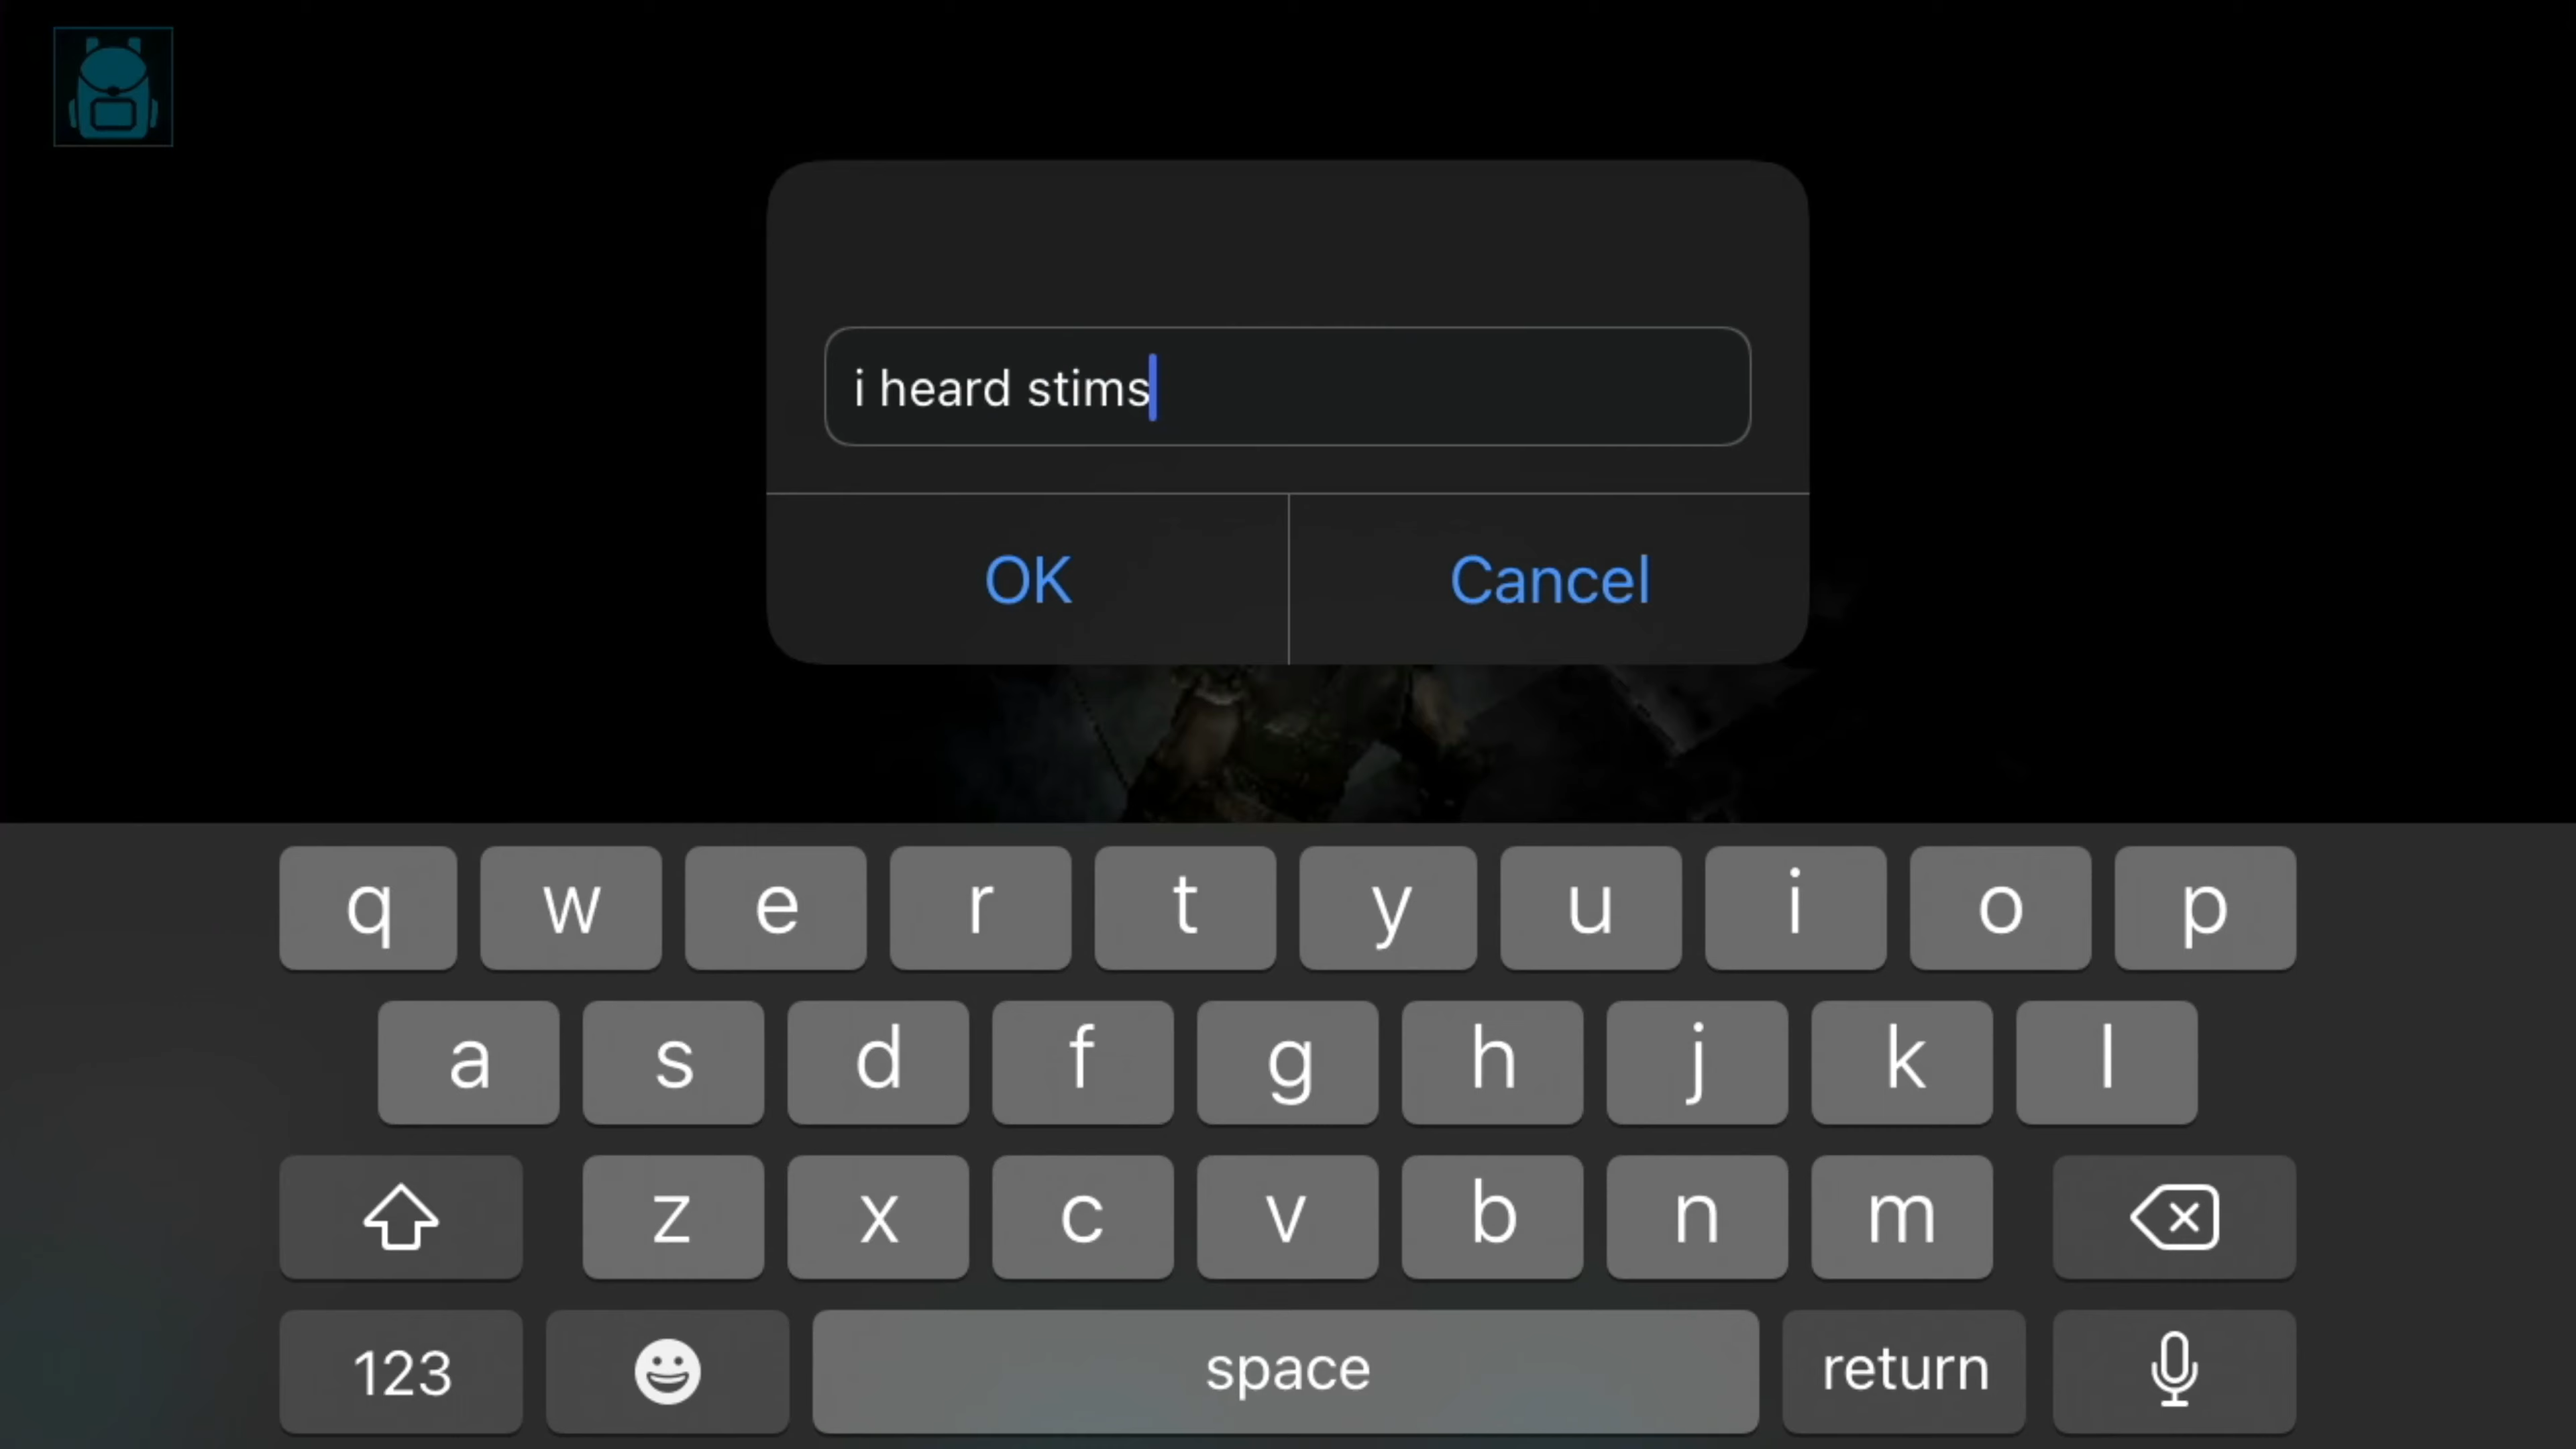 i heard stims
OK Cancel
q w e r t y u i o p
a s d f g h j k l
z x c v b n m
123 space return